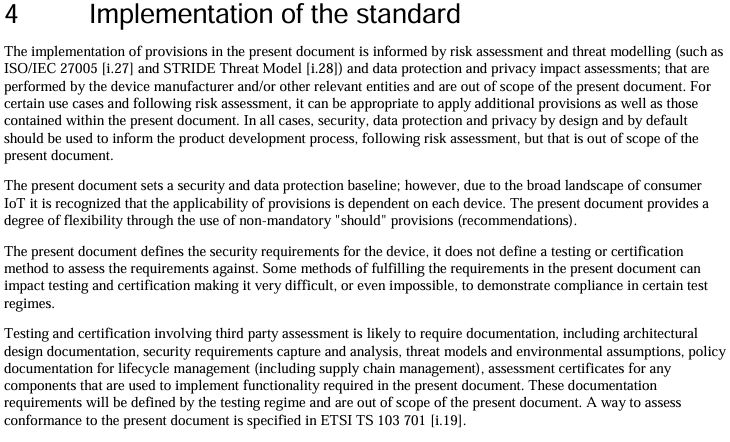 4 Implementation of the standard
The implementation of provisions in the present document is informed by risk assessment and threat modelling (such as
ISO/IEC 27005 [i.27] and STRIDE Threat Model [i.28]) and data protection and privacy impact assessments; that are
performed by the device manufacturer and/or other relevant entities and are out of scope of the present document. For
certain use cases and following risk assessment, it can be appropriate to apply additional provisions as well as those
contained within the present document. In all cases, security, data protection and privacy by design and by default
should be used to inform the product development process, following risk assessment, but that is out of scope of the
present document.
The present document sets a security and data protection baseline; however, due to the broad landscape of consumer
IoT it is recognized that the applicability of provisions is dependent on each device. The present document provides a
degree of flexibility through the use of non-mandatory "should" provisions (recommendations).
The present document defines the security requirements for the device, it does not define a testing or certification
method to assess the requirements against. Some methods of fulfilling the requirements in the present document can
impact testing and certification making it very difficult, or even impossible, to demonstrate compliance in certain test
regimes.
Testing and certification involving third party assessment is likely to require documentation, including architectural
design documentation, security requirements capture and analysis, threat models and environmental assumptions, policy
documentation for lifecycle management (including supply chain management), assessment certificates for any
components that are used to implement functionality required in the present document. These documentation
requirements will be defined by the testing regime and are out of scope of the present document. A way to assess
conformance to the present document is specified in ETSI TS 103 701 [i.19].